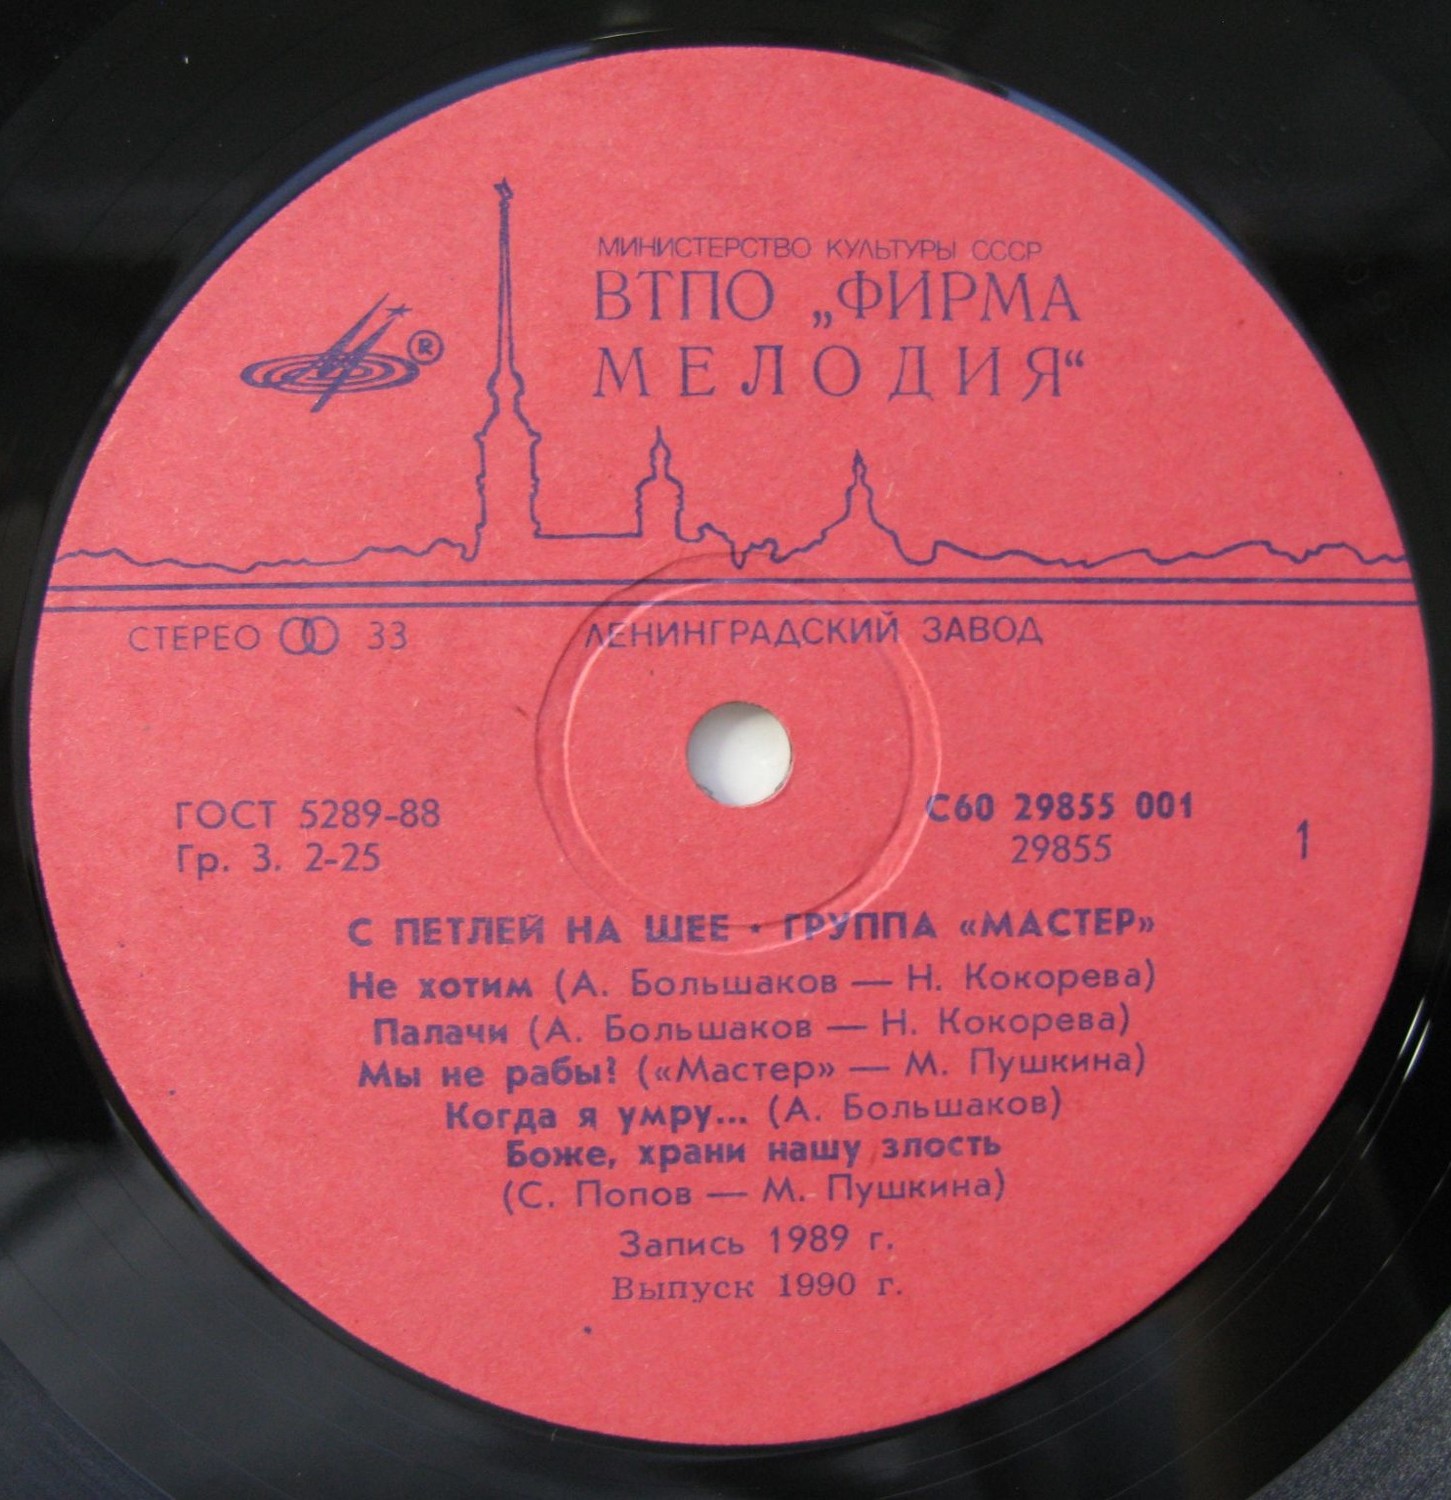 МИНИСТЕРСТВО КУЛЬТУРЫ СССР
ВТПО „ФИРМА
МЕЛОДИЯ“
®
СТЕРЕО 33
ЛЕНИНГРАДСКИЙ ЗАВОД
ГОСТ 5289-88
Гр. 3. 2-25
С60 29855 001
29855
1
С ПЕТЛЕЙ НА ШЕЕ • ГРУППА «МАСТЕР»
Не хотим (А. Большаков — Н. Кокорева)
Палачи (А. Большаков — Н. Кокорева)
Мы не рабы? («Мастер» — М. Пушкина)
Когда я умру... (А. Большаков)
Боже, храни нашу злость
(С. Попов — М. Пушкина)
Запись 1989 г.
Выпуск 1990 г.